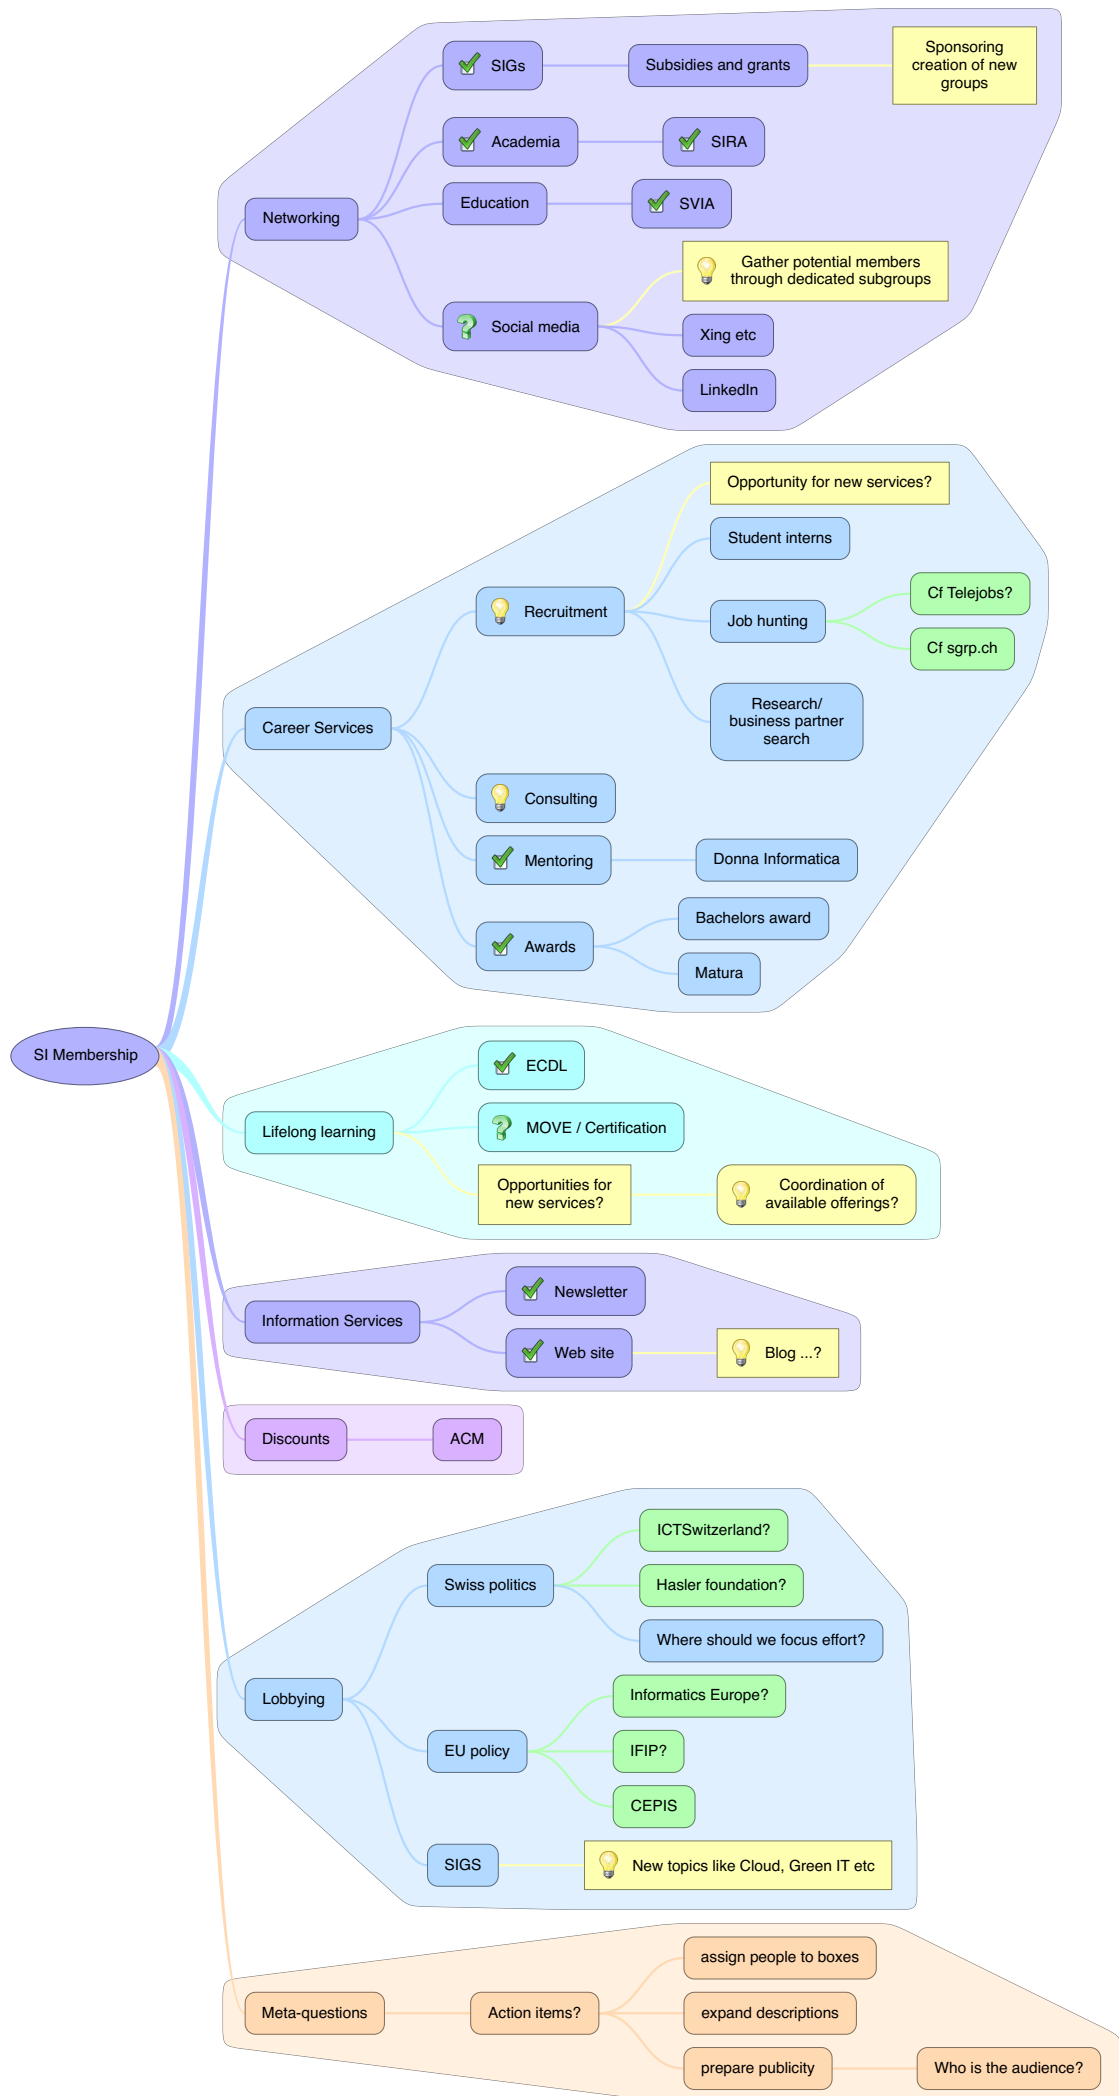 SI Membership
Networking
SIGs
Subsidies and grants
Sponsoring
creation of new
groups
Academia
SIRA
Education
SVIA
Social media
Gather potential members
through dedicated subgroups
Xing etc
LinkedIn
Career Services
Recruitment
Opportunity for new services?
Student interns
Job hunting
Cf Telejobs?
Cf sgrp.ch
Research/
business partner
search
Consulting
Mentoring
Donna Informatica
Awards
Bachelors award
Matura
Lifelong learning
ECDL
MOVE / Certification
Opportunities for
new services?
Coordination of
available offerings?
Information Services
Newsletter
Web site
Blog ...?
Discounts
ACM
Lobbying
Swiss politics
ICTSwitzerland?
Hasler foundation?
Where should we focus effort?
EU policy
Informatics Europe?
IFIP?
CEPIS
SIGS
New topics like Cloud, Green IT etc
Meta-questions
Action items?
assign people to boxes
expand descriptions
prepare publicity
Who is the audience?